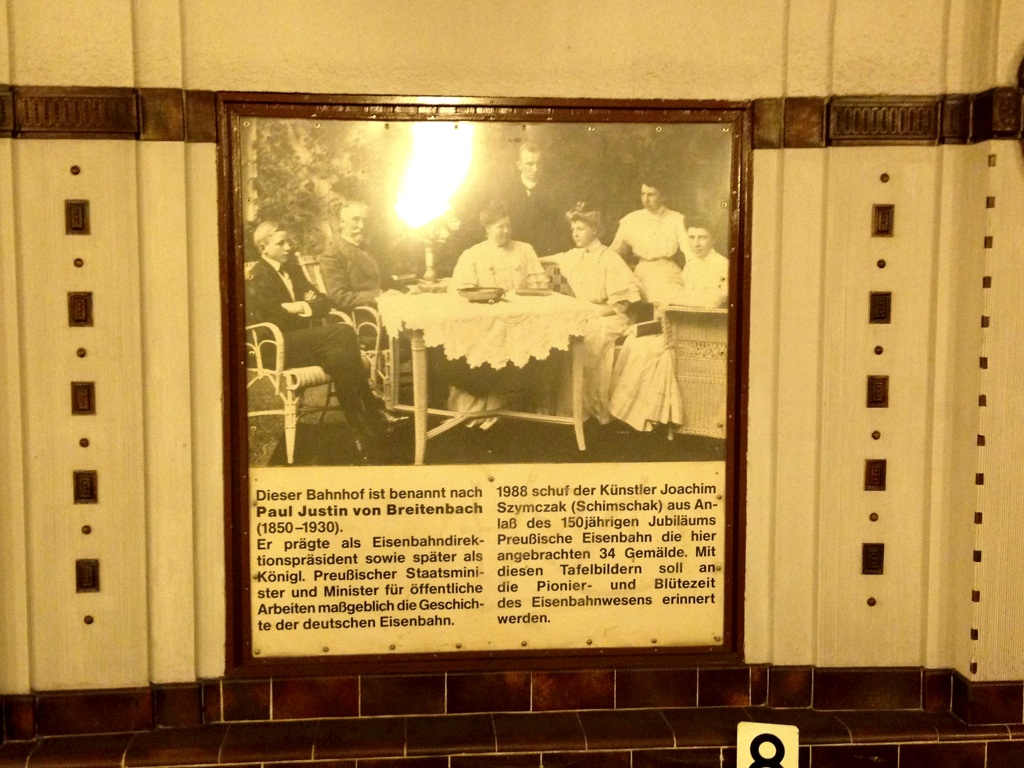 Dieser Bahnhof ist benannt nach
Paul Justin von Breitenbach
(1850–1930).
Er prägte als Eisenbahndirek-
tionspräsident sowie später als
Königl. Preußischer Staatsmini-
ster und Minister für öffentliche
Arbeiten maßgeblich die Geschich-
te der deutschen Eisenbahn.
1988 schuf der Künstler Joachim
Szymczak (Schimschak) aus An-
laß des 150jährigen Jubiläums
Preußische Eisenbahn die hier
angebrachten 34 Gemälde. Mit
diesen Tafelbildern soll an
die Pionier- und Blütezeit
des Eisenbahnwesens erinnert
werden.
8